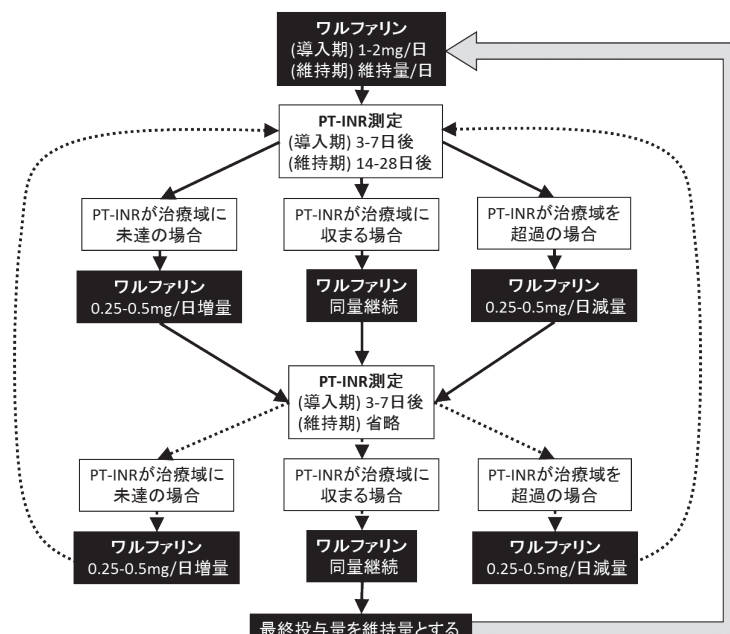 ワルファリン
(導入期) 1-2mg/日
(維持期) 維持量/日
PT-INR測定
(導入期) 3-7日後
(維持期) 14-28日後
PT-INRが治療域に
未達の場合
PT-INRが治療域に
収まる場合
PT-INRが治療域を
超過の場合
ワルファリン
0.25-0.5mg/日増量
ワルファリン
同量継続
ワルファリン
0.25-0.5mg/日減量
PT-INR測定
(導入期) 3-7日後
(維持期) 省略
PT-INRが治療域に
未達の場合
PT-INRが治療域に
収まる場合
PT-INRが治療域を
超過の場合
ワルファリン
0.25-0.5mg/日増量
ワルファリン
同量継続
ワルファリン
0.25-0.5mg/日減量
最終投与量を維持量とする